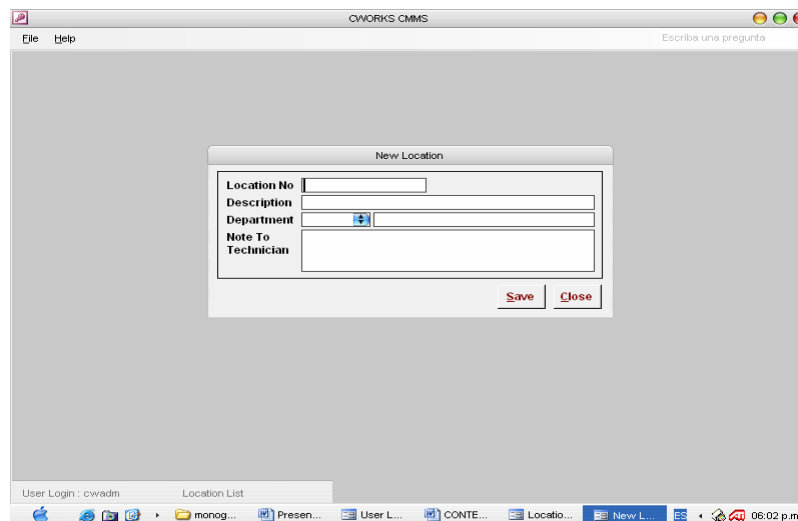 CWORKS CMMS
File Help Escriba una pregunta
New Location
Location No
Description
Department
Note To
Technician
Save Close
User Login : cwadm Location List
monog... Presen... User L... CONTE... Locatio... New L... ES 06:02 p.m